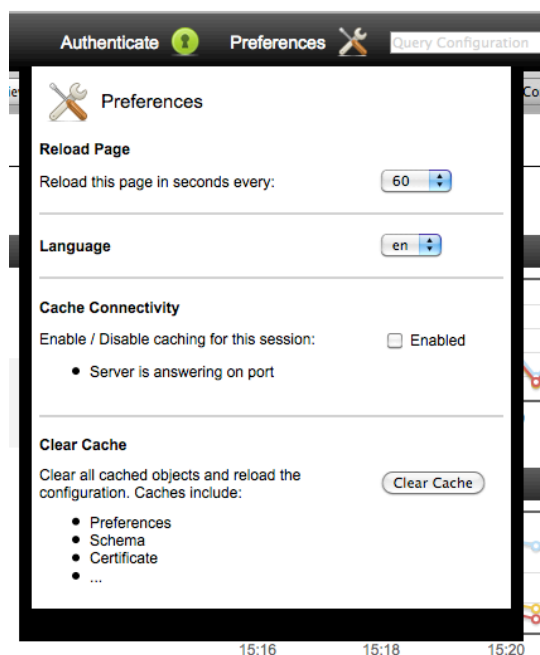 Authenticate Preferences Query Configuration
Preferences
Reload Page
Reload this page in seconds every: 60
Language en
Cache Connectivity
Enable / Disable caching for this session: Enabled
Server is answering on port
Clear Cache
Clear all cached objects and reload the
configuration. Caches include: Clear Cache
Preferences
Schema
Certificate
...
15:16 15:18 15:20